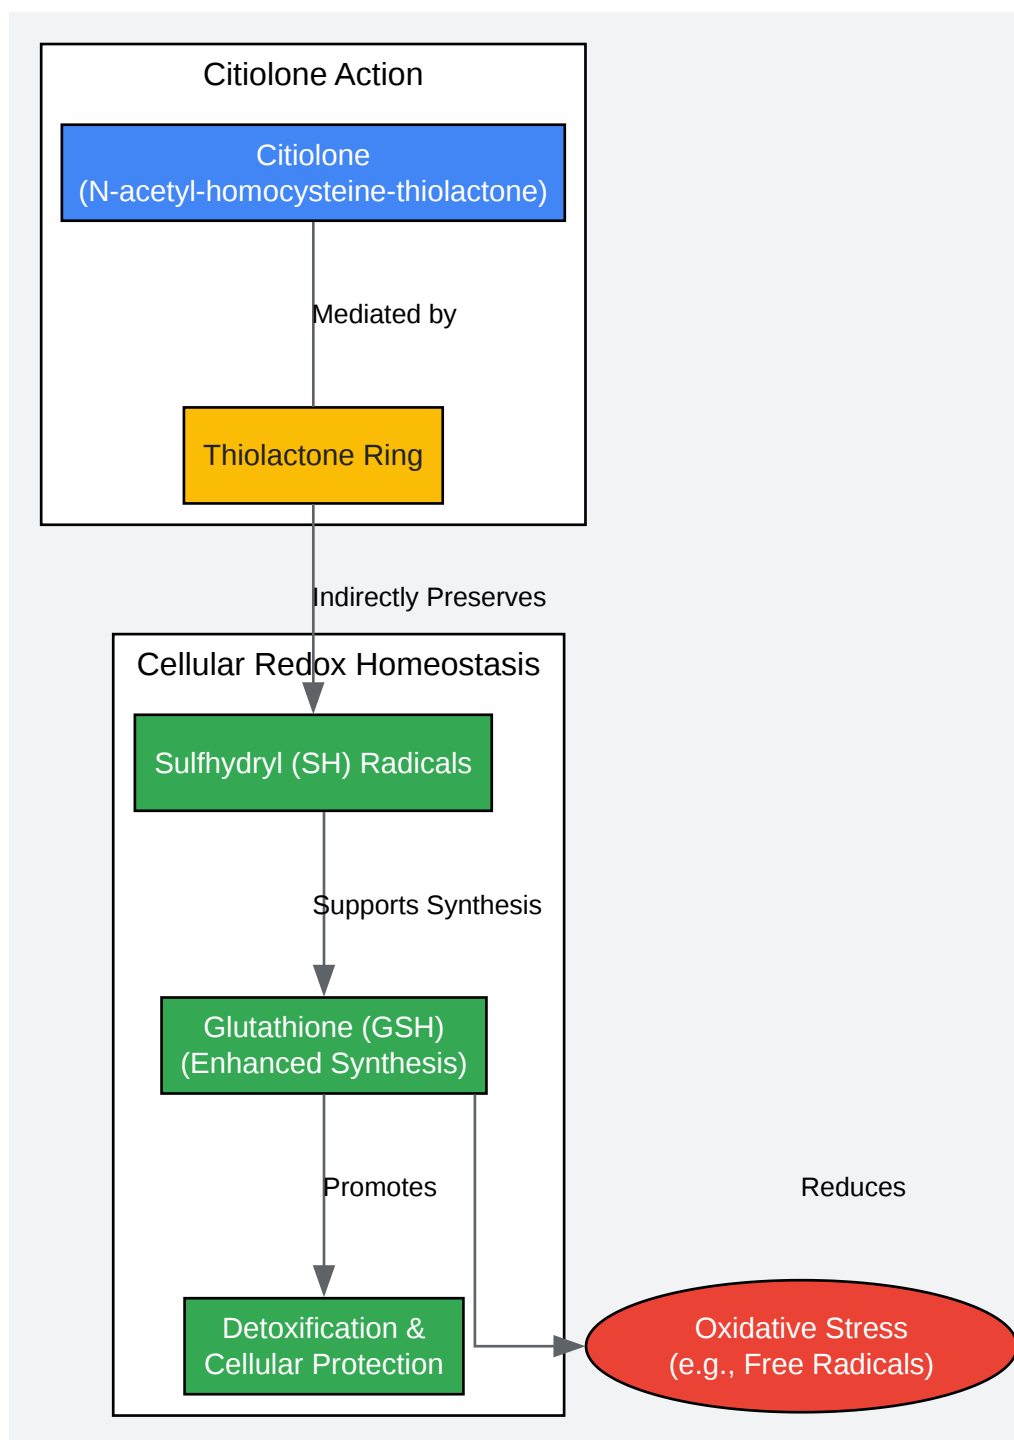 Citiolone Action
Citiolone
(N-acetyl-homocysteine-thiolactone)
Mediated by
Thiolactone Ring
Indirectly Preserves
Cellular Redox Homeostasis
Sulfhydryl (SH) Radicals
Supports Synthesis
Glutathione (GSH)
(Enhanced Synthesis)
Promotes
Reduces
Detoxification &
Cellular Protection
Oxidative Stress
(e.g., Free Radicals)